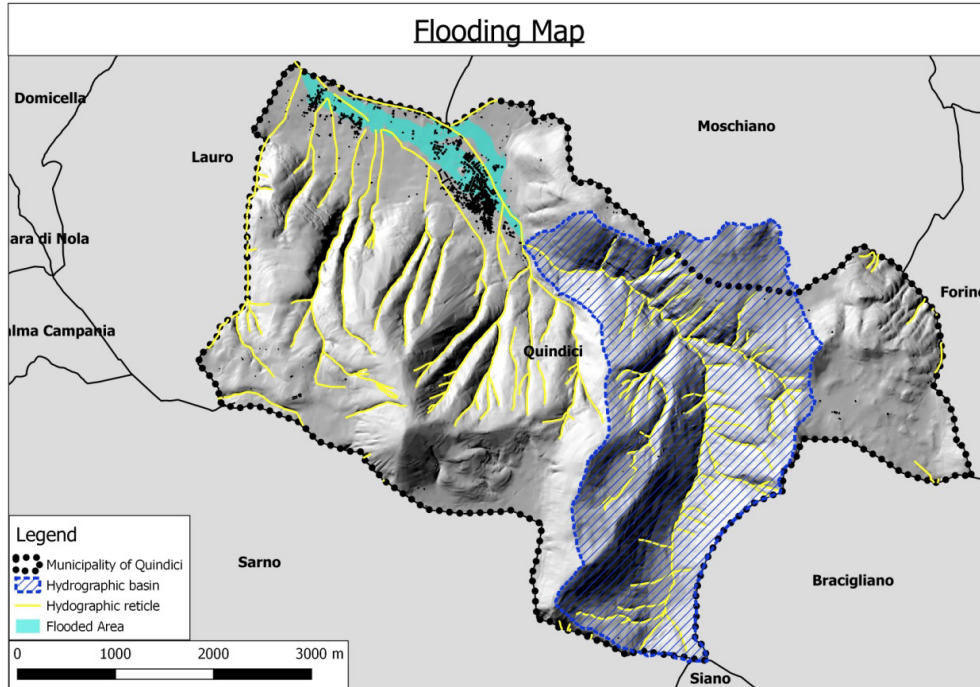 Flooding Map
Domicella
Moschiano
Lauro
ara di Nola
Forino
alma Campania
Quindici
Legend
Municipality of Quindici
Hydrographic basin
Hydographic reticle
Flooded Area
Sarno
Bracigliano
0 1000 2000 3000 m
Siano